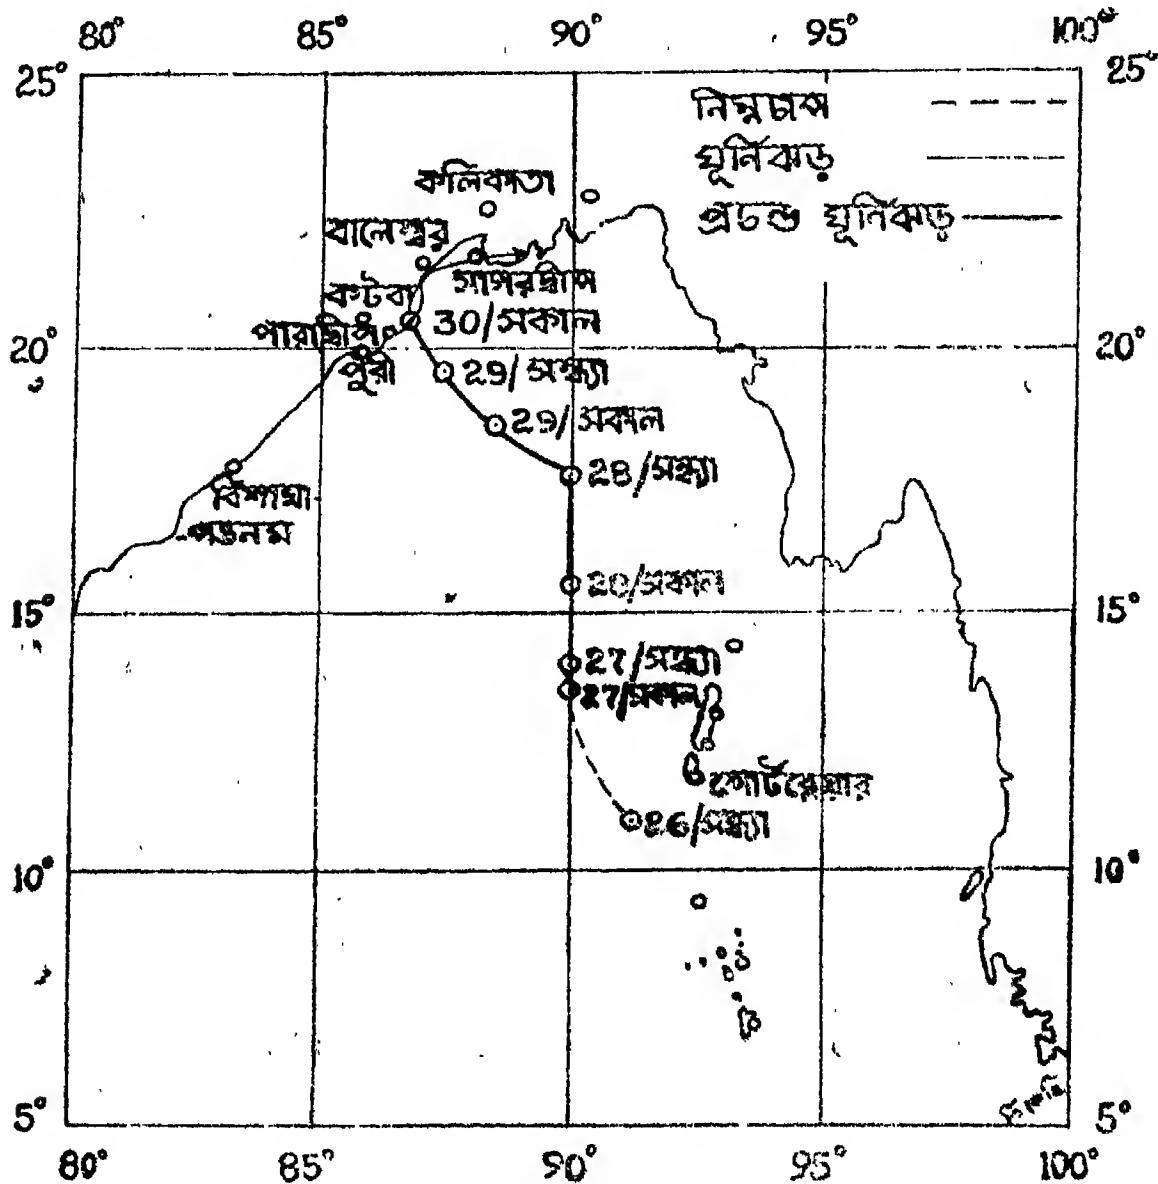 80° 85° 90° 95° 100°
25° 25°
নিম্নচাপ
ঘূর্নিঝড়
প্রচন্ড ঘূর্নিঝড়
কলিকাতা
বালেশ্বর
সাগরদ্বীপ
কটক
30/সকাল
পারাদ্বীপ
20° 20°
পুরী
29/সন্ধ্যা
29/সকাল
28/সন্ধ্যা
বিশাখা
-পত্তনম
28/সকাল
15° 15°
27/সন্ধ্যা
27/সকাল
পোর্টব্লেয়ার
26/সন্ধ্যা
10° 10°
5° 5°
80° 85° 90° 95° 100°